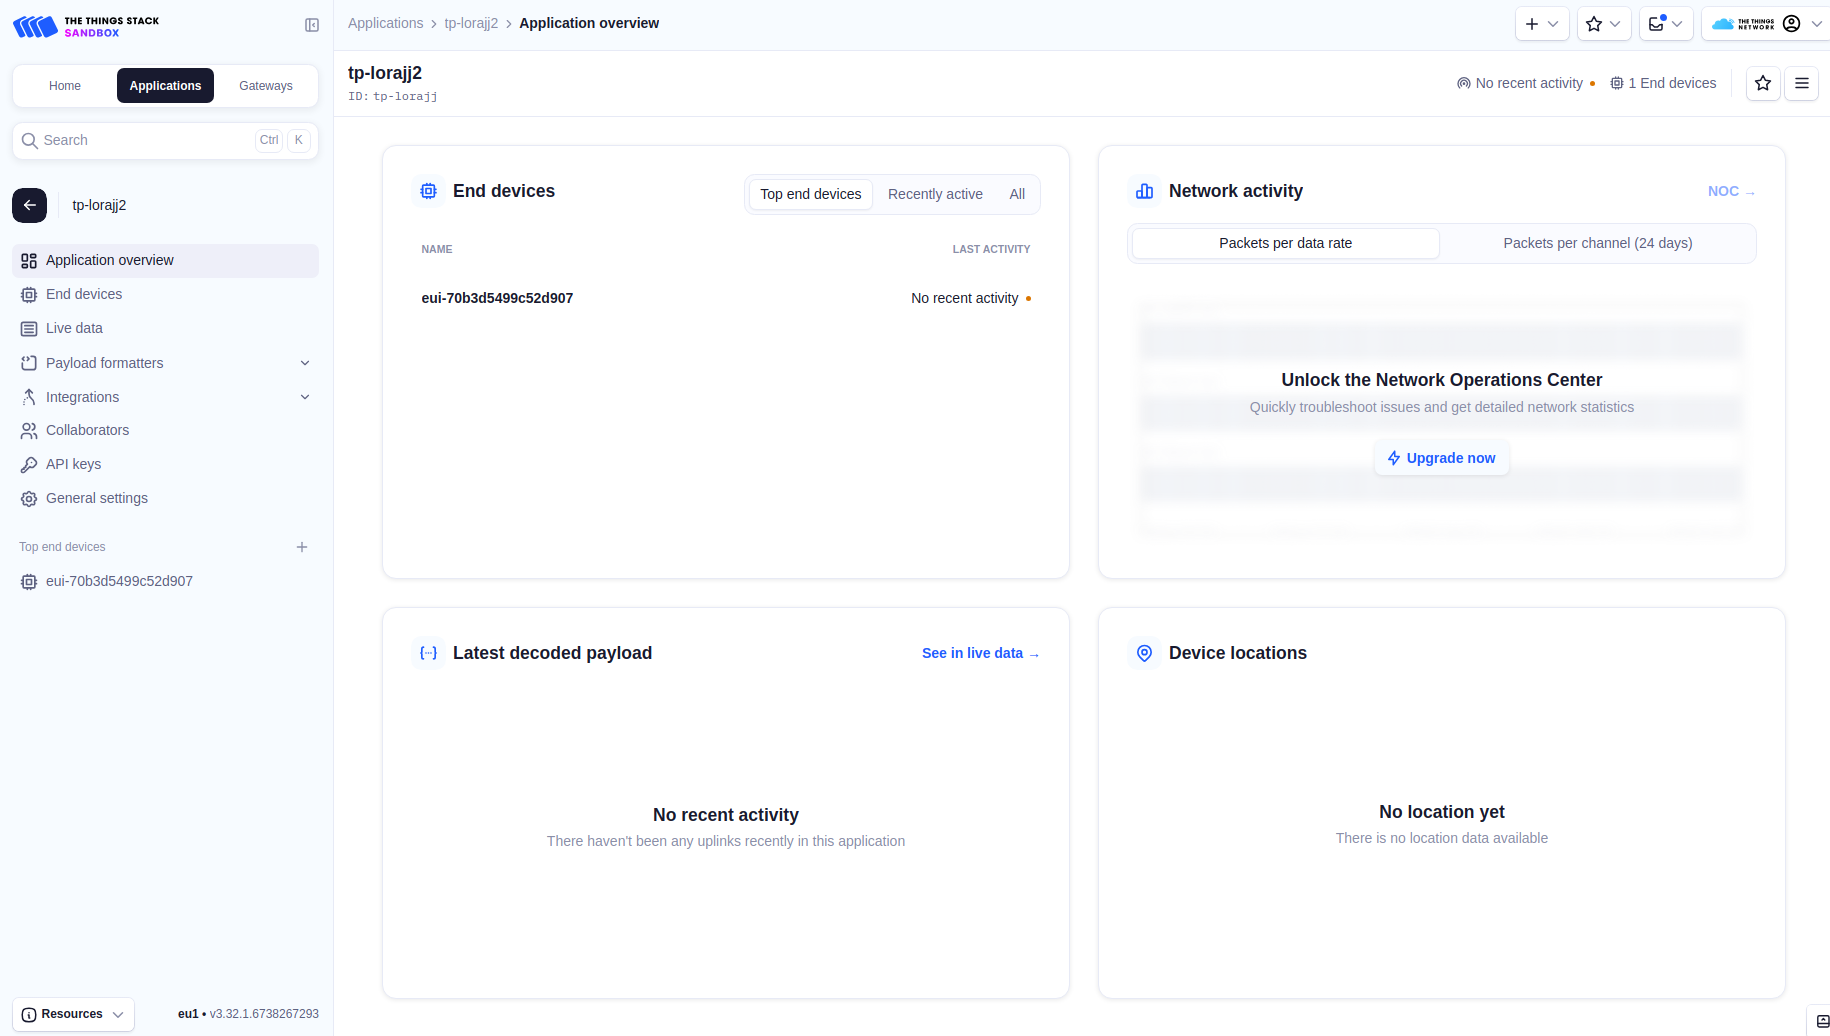 THE THINGS STACK
SANDBOX
Home
Applications
Gateways
Search
Ctrl
K
tp-lorajj2
Application overview
End devices
Live data
Payload formatters
Integrations
Collaborators
API keys
General settings
Top end devices
eui-70b3d5499c52d907
Resources
eu1 • v3.32.1.6738267293
Applications > tp-lorajj2 > Application overview
THE THINGS
NETWORK
tp-lorajj2
ID: tp-lorajj
No recent activity
1 End devices
End devices
Top end devices
Recently active
All
NAME
LAST ACTIVITY
eui-70b3d5499c52d907
No recent activity
Network activity
NOC →
Packets per data rate
Packets per channel (24 days)
Unlock the Network Operations Center
Quickly troubleshoot issues and get detailed network statistics
Upgrade now
Latest decoded payload
See in live data →
No recent activity
There haven't been any uplinks recently in this application
Device locations
No location yet
There is no location data available